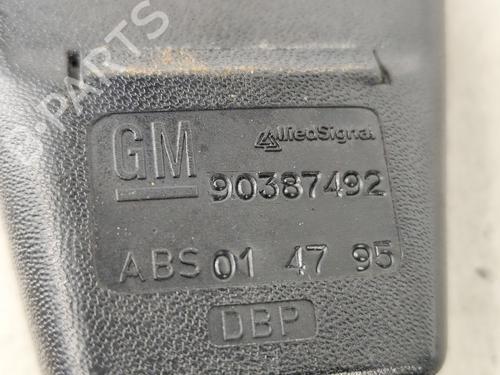 PARTS
GM AlliedSignal
90387492
ABS 01 47 95
DBP